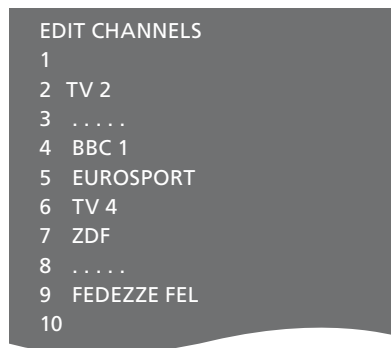 EDIT CHANNELS
1
2 TV 2
3 . . . . .
4 BBC 1
5 EUROSPORT
6 TV 4
7 ZDF
8 . . . . .
9 FEDEZZE FEL
10